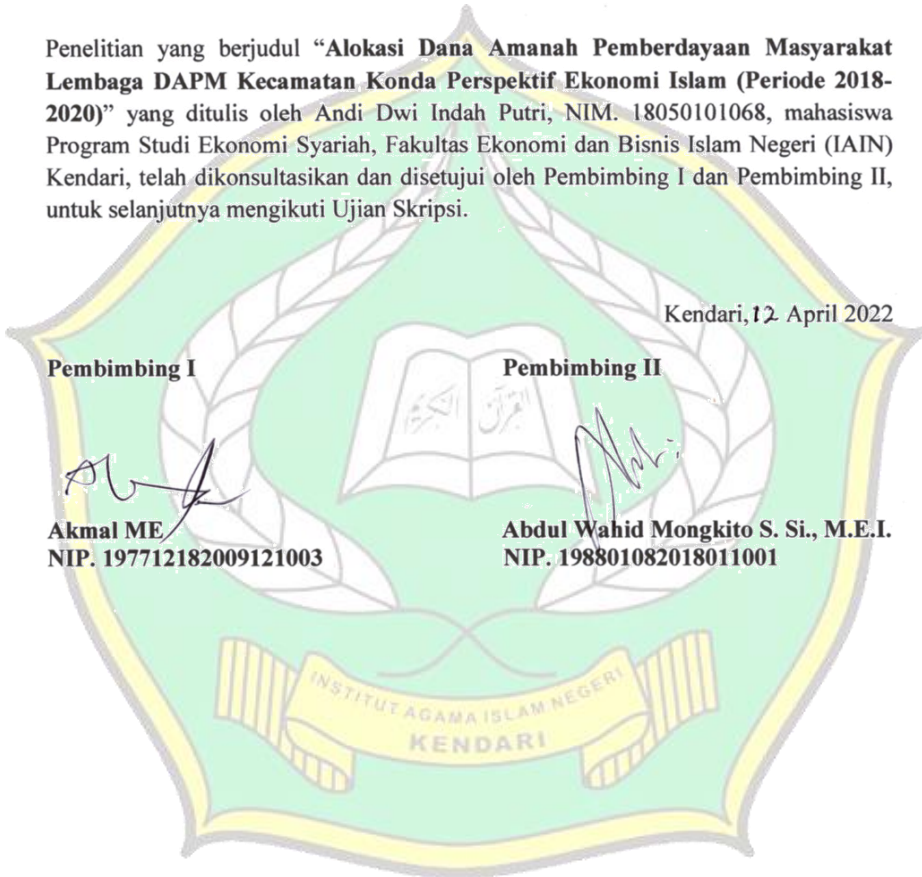 Penelitian yang berjudul “Alokasi Dana Amanah Pemberdayaan Masyarakat
Lembaga DAPM Kecamatan Konda Perspektif Ekonomi Islam (Periode 2018-
2020)” yang ditulis oleh Andi Dwi Indah Putri, NIM. 18050101068, mahasiswa
Program Studi Ekonomi Syariah, Fakultas Ekonomi dan Bisnis Islam Negeri (IAIN)
Kendari, telah dikonsultasikan dan disetujui oleh Pembimbing I dan Pembimbing II,
untuk selanjutnya mengikuti Ujian Skripsi.
Kendari, 12 April 2022
Pembimbing I
Pembimbing II
القرآن
الكريم
Akmal ME
NIP. 197712182009121003
Abdul Wahid Mongkito S. Si., M.E.I.
NIP. 198801082018011001
INSTITUT AGAMA ISLAM NEGERI
KENDARI